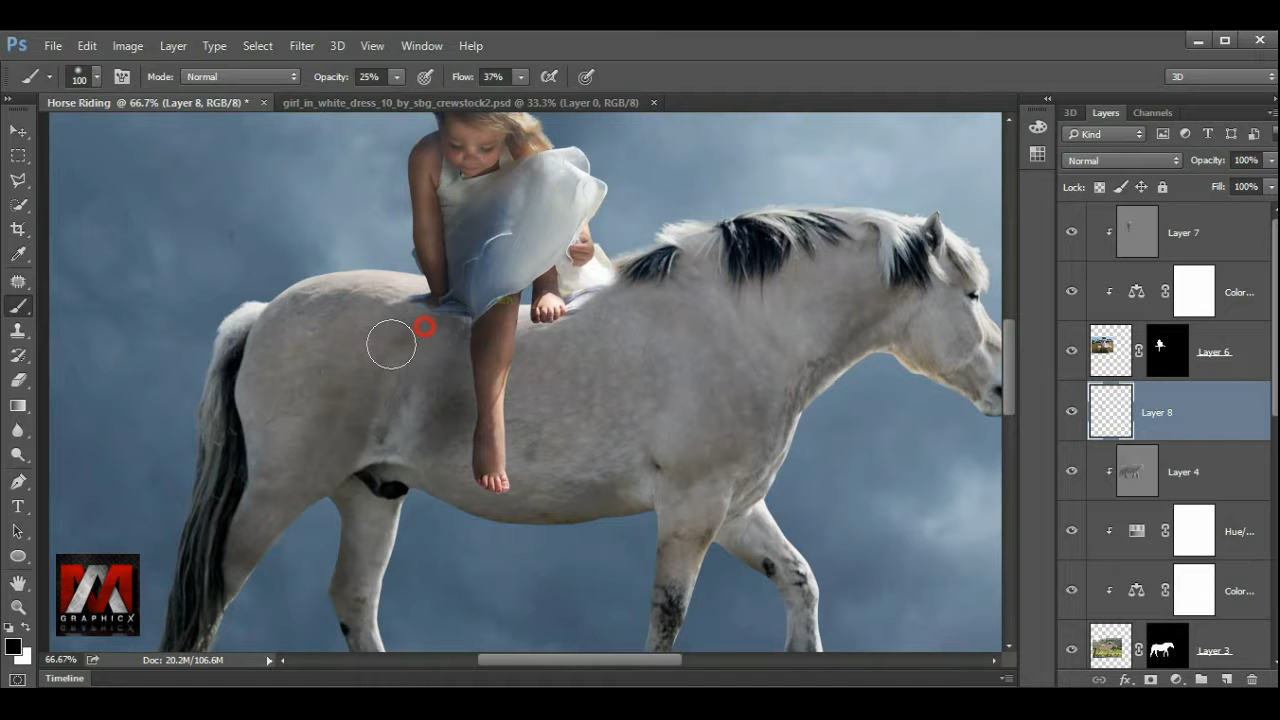 Ps File Edit Image Layer Type Select Filter 3D View Window Help
100 Mode: Normal Opacity: 25% Flow: 37% 3D
Horse Riding @ 66.7% (Layer 8, RGB/8) * × girl_in_white_dress_10_by_sbg_crewstock2.psd @ 33.3% (Layer 0, RGB/8) ×
3D Layers Channels
Kind
Normal Opacity: 100%
Lock: Fill: 100%
Layer 7
Color...
Layer 6
Layer 8
Layer 4
Hue/...
Color...
Layer 3
GRAPHICX
66.67% Doc: 20.2M/106.6M
Timeline